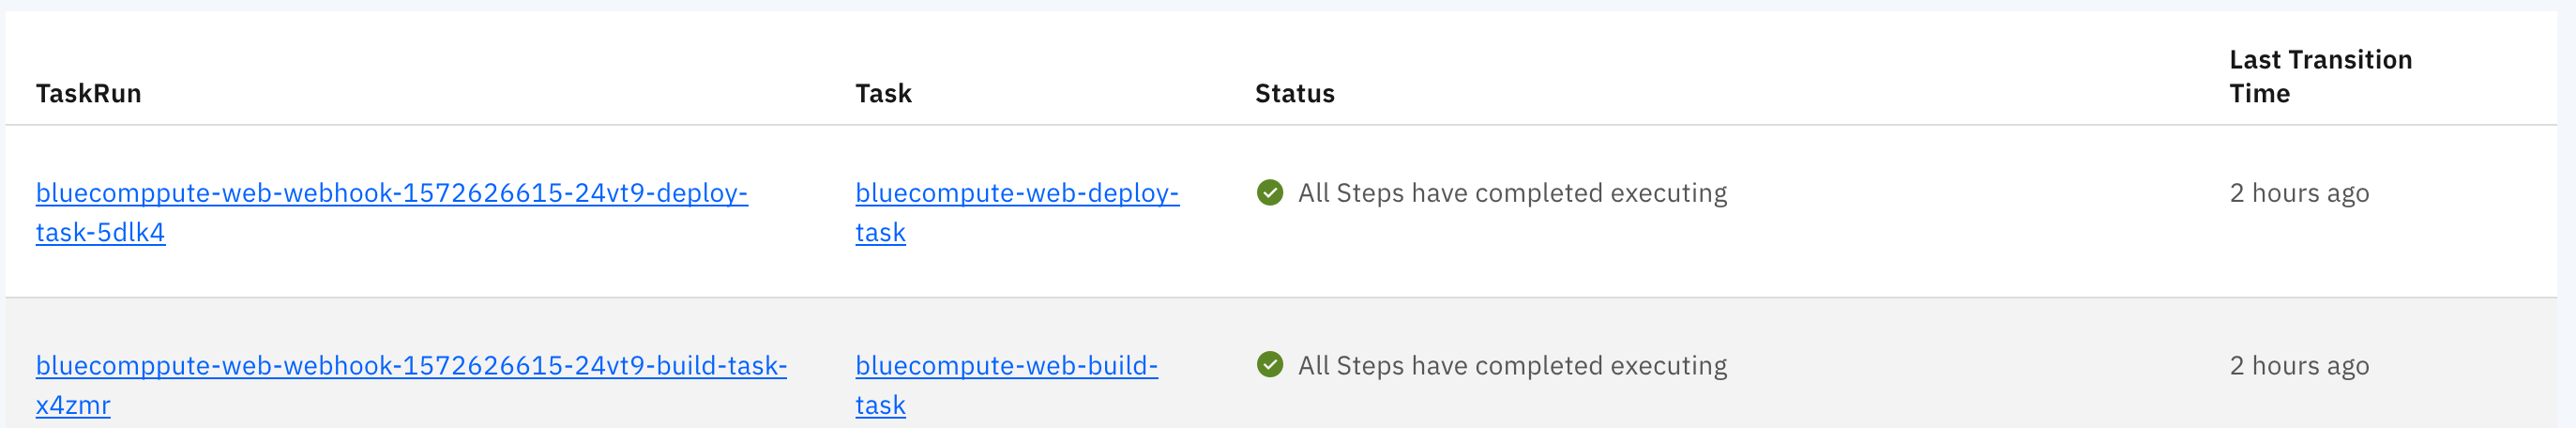 TaskRun Task Status Last Transition
Time
bluecomppute-web-webhook-1572626615-24vt9-deploy- bluecompute-web-deploy- All Steps have completed executing 2 hours ago
task-5dlk4 task
bluecomppute-web-webhook-1572626615-24vt9-build-task- bluecompute-web-build- All Steps have completed executing 2 hours ago
x4zmr task